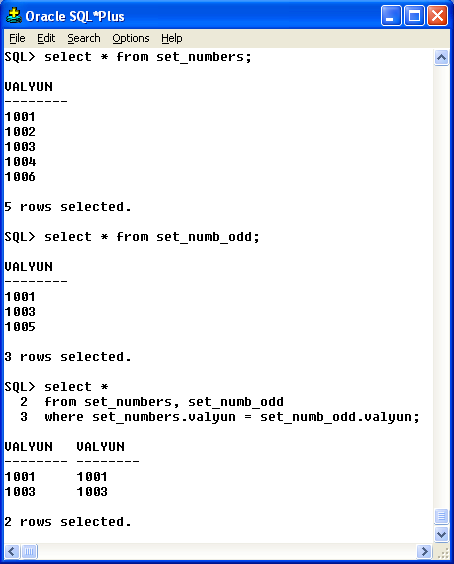 Oracle SQL*Plus
File Edit Search Options Help
SQL> select * from set_numbers;
VALYUN
--------
1001
1002
1003
1004
1006
5 rows selected.
SQL> select * from set_numb_odd;
VALYUN
--------
1001
1003
1005
3 rows selected.
SQL> select *
  2  from set_numbers, set_numb_odd
  3  where set_numbers.valyun = set_numb_odd.valyun;
VALYUN   VALYUN
-------- --------
1001     1001
1003     1003
2 rows selected.